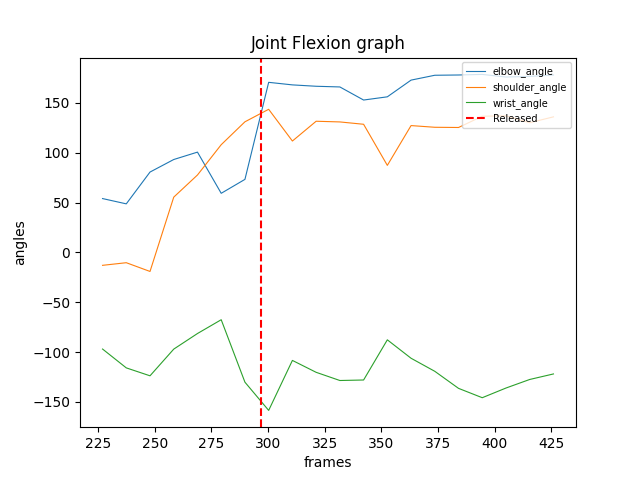 Joint Flexion graph
elbow_angle
shoulder_angle
wrist_angle
Released
angles
150
100
50
0
−50
−100
−150
225 250 275 300 325 350 375 400 425
frames